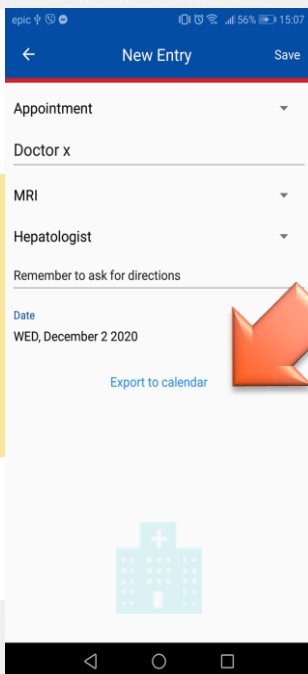 epic 56% 15:07
New Entry Save
Appointment
Doctor x
MRI
Hepatologist
Remember to ask for directions
Date
WED, December 2 2020
Export to calendar